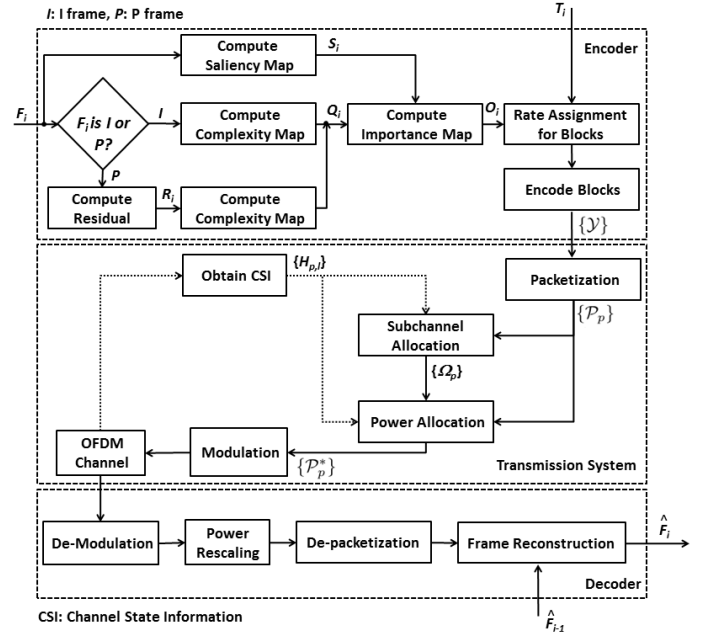 I: I frame, P: P frame
T_i
Encoder
Compute
Saliency Map
S_i
F_i
F_i is I or
P?
I
Compute
Complexity Map
Q_i
Compute
Importance Map
O_i
Rate Assignment
for Blocks
P
Compute
Residual
R_i
Compute
Complexity Map
Encode Blocks
{𝒴}
Obtain CSI
{H_{p,l}}
Packetization
{𝒫_p}
Subchannel
Allocation
{Ω_p}
Power Allocation
OFDM
Channel
Modulation
{𝒫_p^*}
Transmission System
De-Modulation
Power
Rescaling
De-packetization
Frame Reconstruction
F̂_i
Decoder
CSI: Channel State Information
F̂_{i-1}